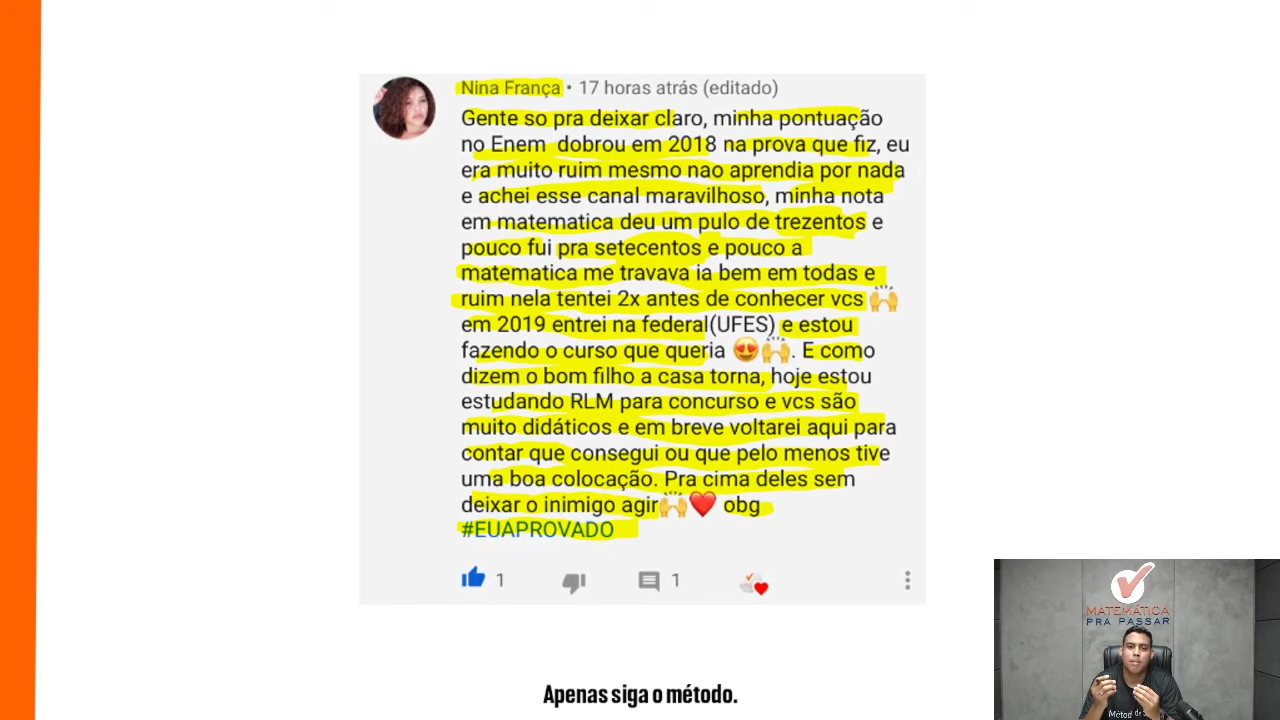 Nina França • 17 horas atrás (editado)
Gente so pra deixar claro, minha pontuação
no Enem dobrou em 2018 na prova que fiz, eu
era muito ruim mesmo nao aprendia por nada
e achei esse canal maravilhoso, minha nota
em matematica deu um pulo de trezentos e
pouco fui pra setecentos e pouco a
matematica me travava ia bem em todas e
ruim nela tentei 2x antes de conhecer vcs 🙌
em 2019 entrei na federal(UFES) e estou
fazendo o curso que queria 😍🙌. E como
dizem o bom filho a casa torna, hoje estou
estudando RLM para concurso e vcs são
muito didáticos e em breve voltarei aqui para
contar que consegui ou que pelo menos tive
uma boa colocação. Pra cima deles sem
deixar o inimigo agir🙌❤️ obg
#EUAPROVADO
1 1
MATEMÁTICA
PRA PASSAR
Apenas siga o método.